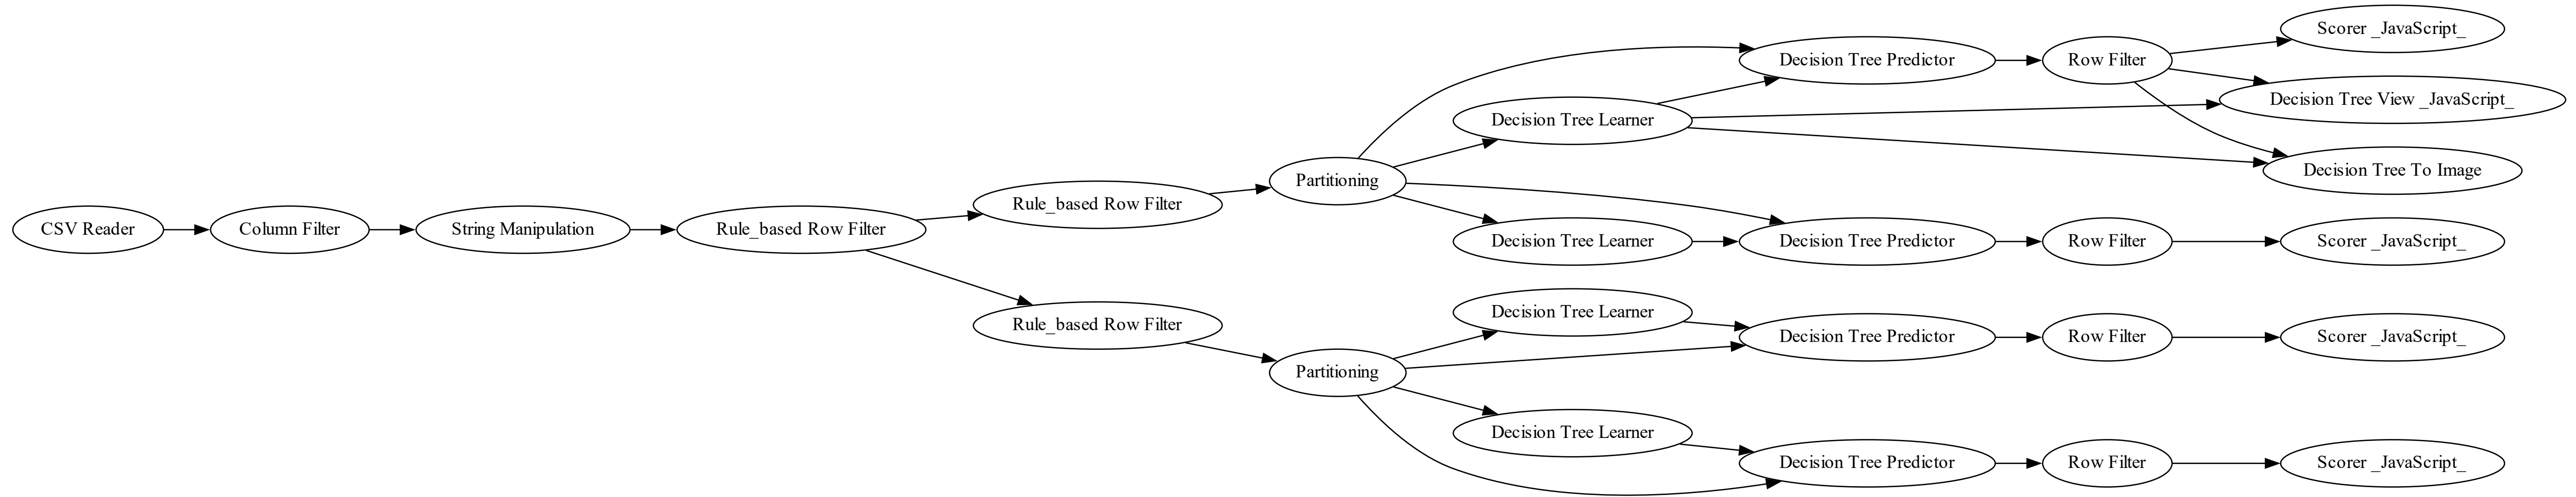 Scorer _JavaScript_
Decision Tree Predictor
Row Filter
Decision Tree View _JavaScript_
Decision Tree Learner
Decision Tree To Image
Partitioning
Rule_based Row Filter
CSV Reader
Column Filter
String Manipulation
Rule_based Row Filter
Decision Tree Learner
Decision Tree Predictor
Row Filter
Scorer _JavaScript_
Rule_based Row Filter
Decision Tree Learner
Decision Tree Predictor
Row Filter
Scorer _JavaScript_
Partitioning
Decision Tree Learner
Decision Tree Predictor
Row Filter
Scorer _JavaScript_